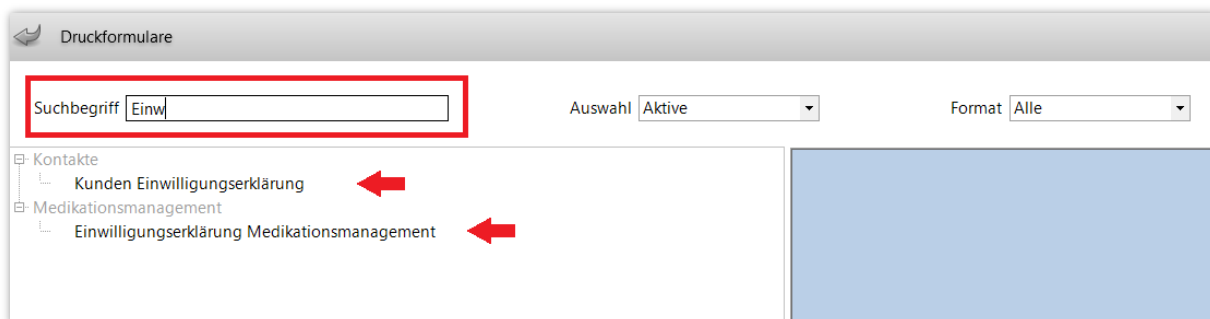 Druckformulare
Suchbegriff Einw Auswahl Aktive Format Alle
Kontakte
Kunden Einwilligungserklärung
Medikationsmanagement
Einwilligungserklärung Medikationsmanagement